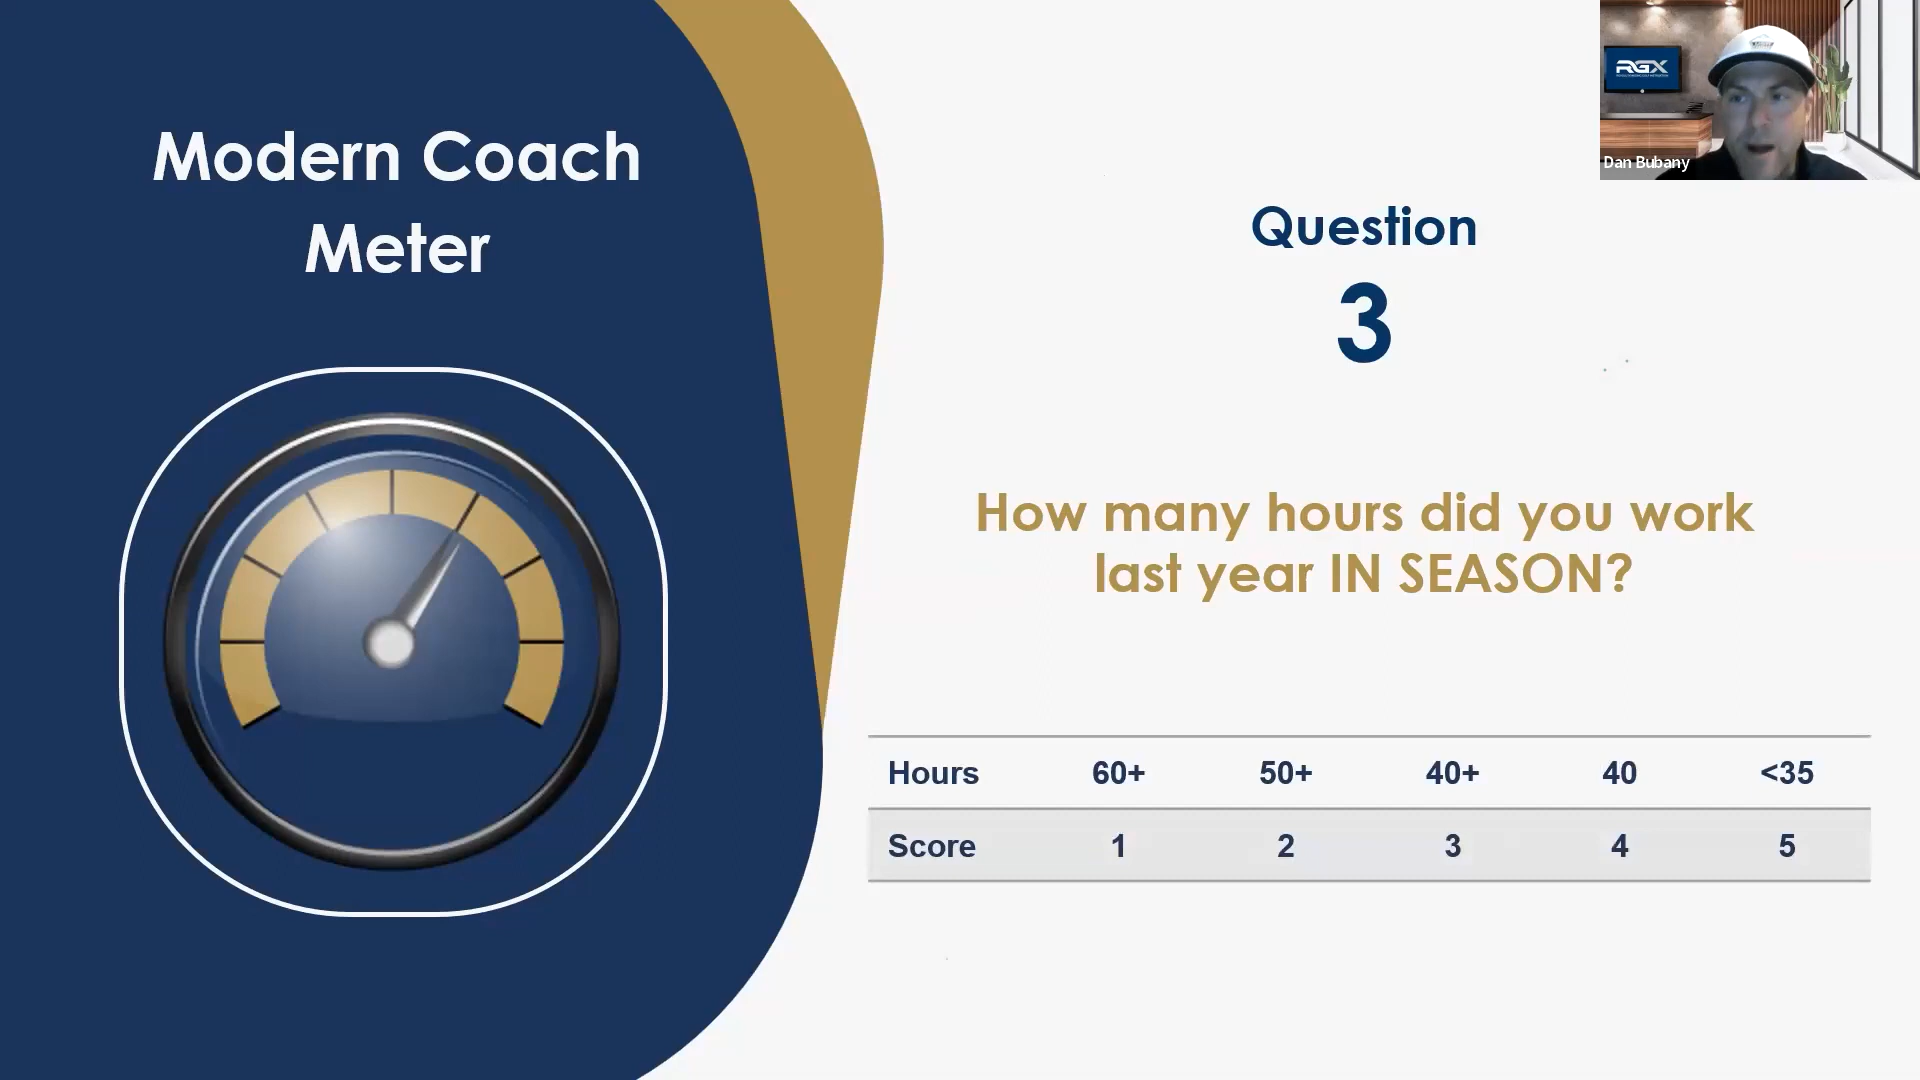 Modern Coach
Meter
RGX
Dan Bubany
Question
3
How many hours did you work
last year IN SEASON?
Hours 60+ 50+ 40+ 40 <35
Score 1 2 3 4 5